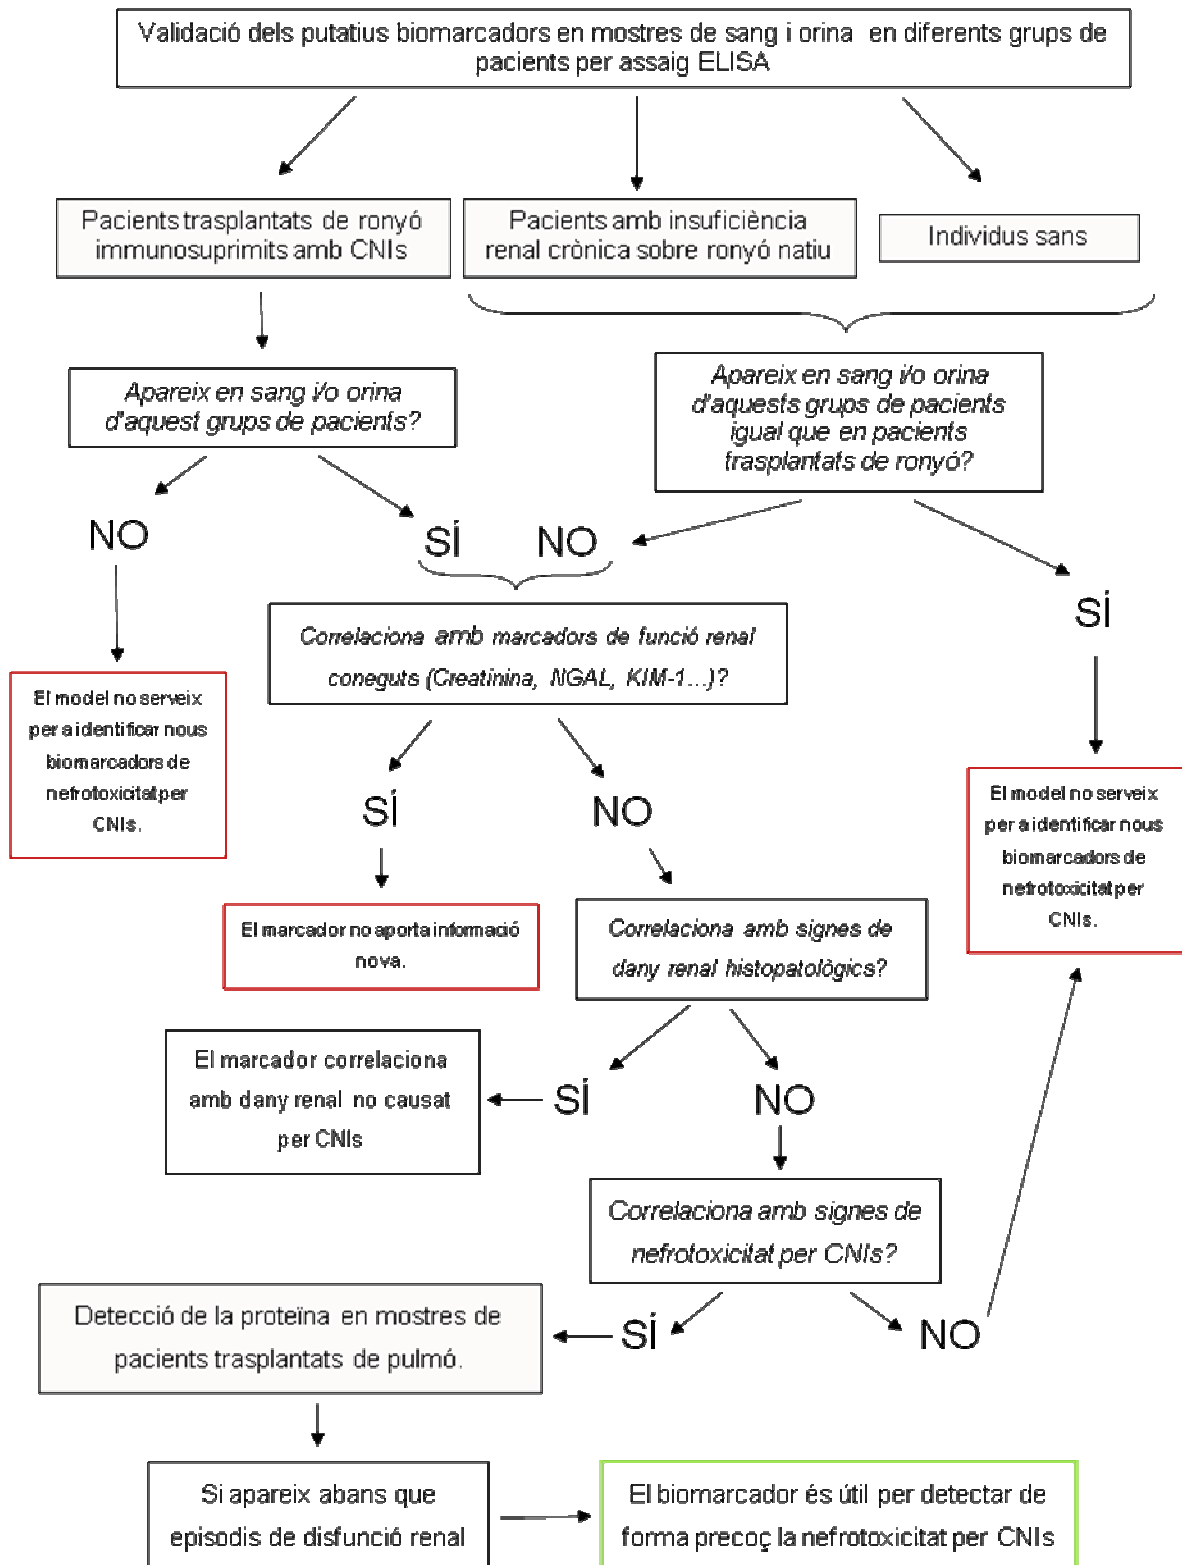 Validació dels putatius biomarcadors en mostres de sang i orina en diferents grups de
pacients per assaig ELISA
Pacients trasplantats de ronyó
immunosuprimits amb CNIs
Pacients amb insuficiència
renal crònica sobre ronyó natiu
Individus sans
Apareix en sang i/o orina
d'aquest grups de pacients?
Apareix en sang i/o orina
d'aquests grups de pacients
igual que en pacients
trasplantats de ronyó?
NO
SÍ
NO
SÍ
Correlaciona amb marcadors de funció renal
coneguts (Creatinina, NGAL, KIM-1...)?
El model no serveix
per a identificar nous
biomarcadors de
nefrotoxicitat per
CNIs.
SÍ
NO
El model no serveix
per a identificar nous
biomarcadors de
nefrotoxicitat per
CNIs.
El marcador no aporta informació
nova.
Correlaciona amb signes de
dany renal histopatològics?
El marcador correlaciona
amb dany renal no causat
per CNIs
SÍ
NO
Correlaciona amb signes de
nefrotoxicitat per CNIs?
Detecció de la proteïna en mostres de
pacients trasplantats de pulmó.
SÍ
NO
Si apareix abans que
episodis de disfunció renal
El biomarcador és útil per detectar de
forma precoç la nefrotoxicitat per CNIs